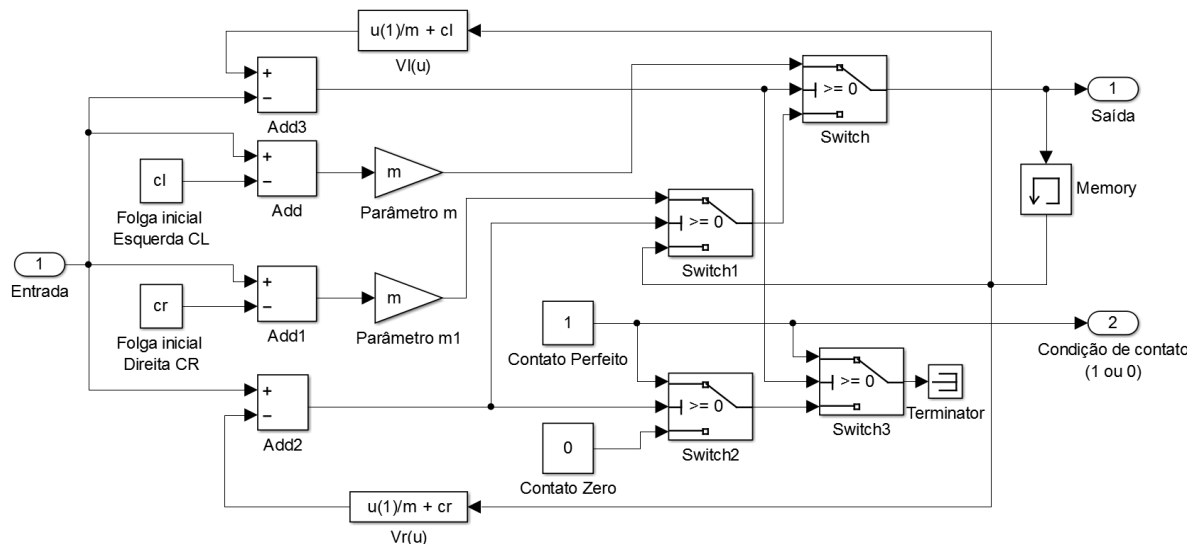 u(1)/m + cl
Vl(u)
+
−
Add3
>= 0
Switch
1
Saída
cl
Folga inicial
Esquerda CL
+
−
Add
m
Parâmetro m
>= 0
Switch1
Memory
1
Entrada
cr
Folga inicial
Direita CR
+
−
Add1
m
Parâmetro m1
1
Contato Perfeito
2
Condição de contato
(1 ou 0)
+
−
Add2
>= 0
Switch2
>= 0
Switch3
Terminator
0
Contato Zero
u(1)/m + cr
Vr(u)